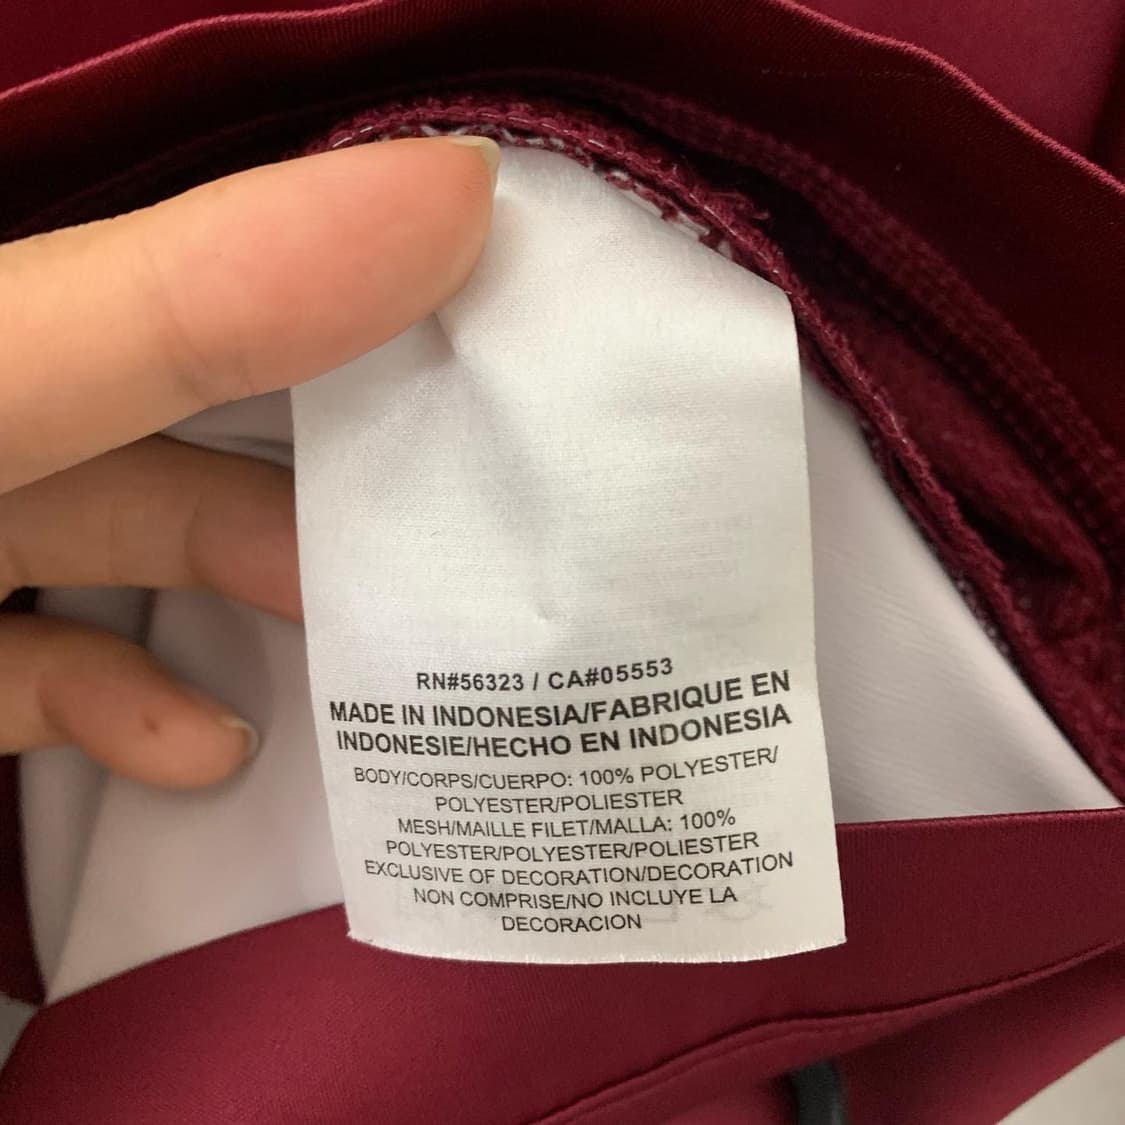 RN#56323 / CA#05553
MADE IN INDONESIA/FABRIQUE EN
INDONESIE/HECHO EN INDONESIA
BODY/CORPS/CUERPO: 100% POLYESTER/
POLYESTER/POLIESTER
MESH/MAILLE FILET/MALLA: 100%
POLYESTER/POLYESTER/POLIESTER
EXCLUSIVE OF DECORATION/DECORATION
NON COMPRISE/NO INCLUYE LA
DECORACION